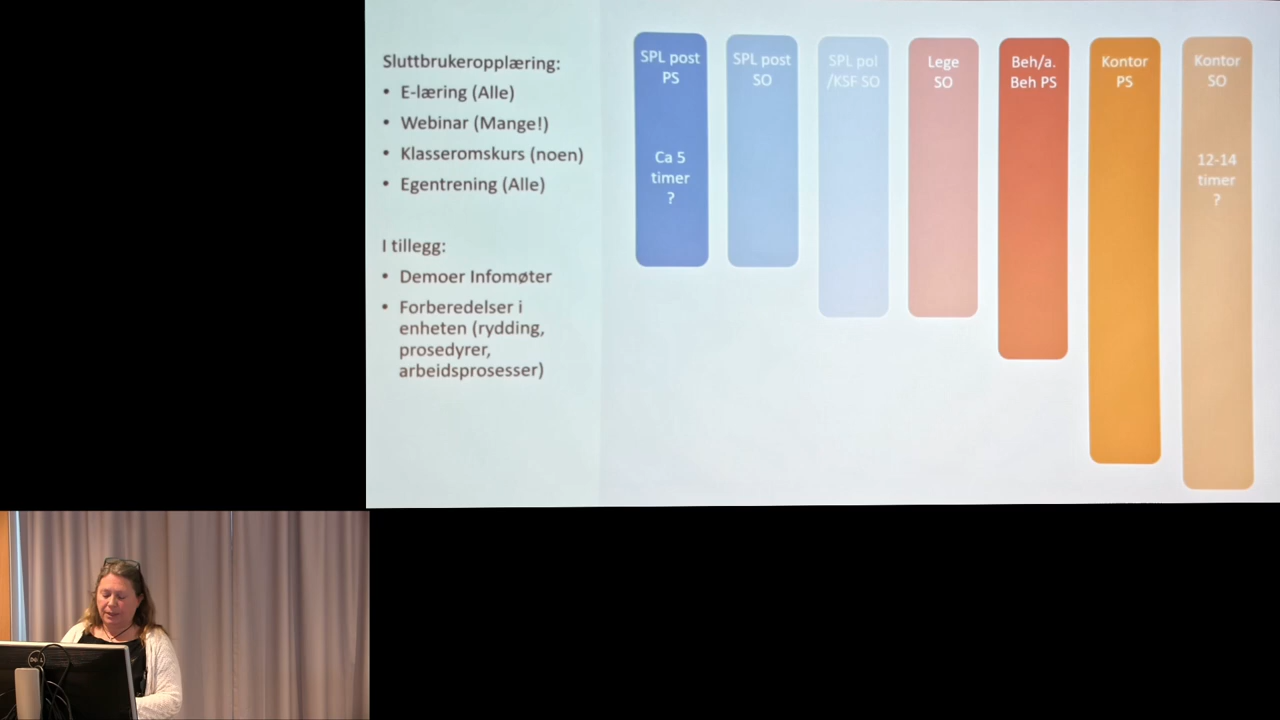 Sluttbrukeropplæring:
• E-læring (Alle)
• Webinar (Mange!)
• Klasseromskurs (noen)
• Egentrening (Alle)
I tillegg:
• Demoer Infomøter
• Forberedelser i
enheten (rydding,
prosedyrer,
arbeidsprosesser)
SPL post
PS
Ca 5
timer
?
SPL post
SO
SPL pol
/KSF SO
Lege
SO
Beh/a.
Beh PS
Kontor
PS
Kontor
SO
12-14
timer
?
DELL